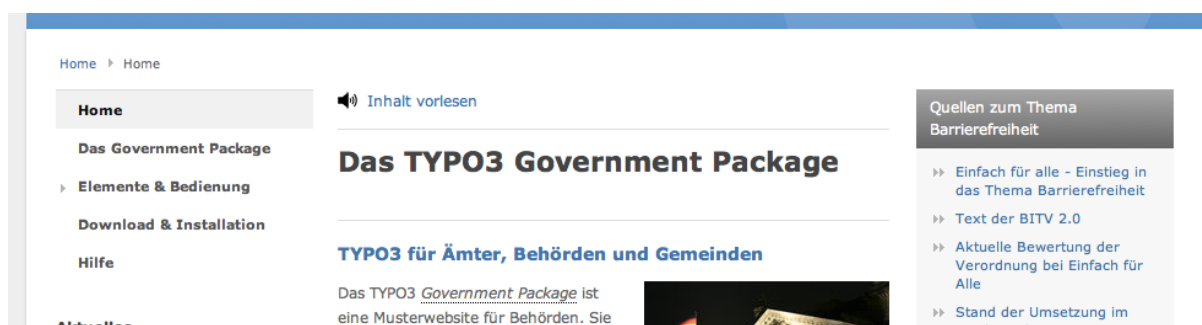 Home Home
Home
Das Government Package
Elemente & Bedienung
Download & Installation
Hilfe
Aktuelles
Inhalt vorlesen
Das TYPO3 Government Package
TYPO3 für Ämter, Behörden und Gemeinden
Das TYPO3 Government Package ist
eine Musterwebsite für Behörden. Sie
Quellen zum Thema
Barrierefreiheit
Einfach für alle - Einstieg in
das Thema Barrierefreiheit
Text der BITV 2.0
Aktuelle Bewertung der
Verordnung bei Einfach für
Alle
Stand der Umsetzung im